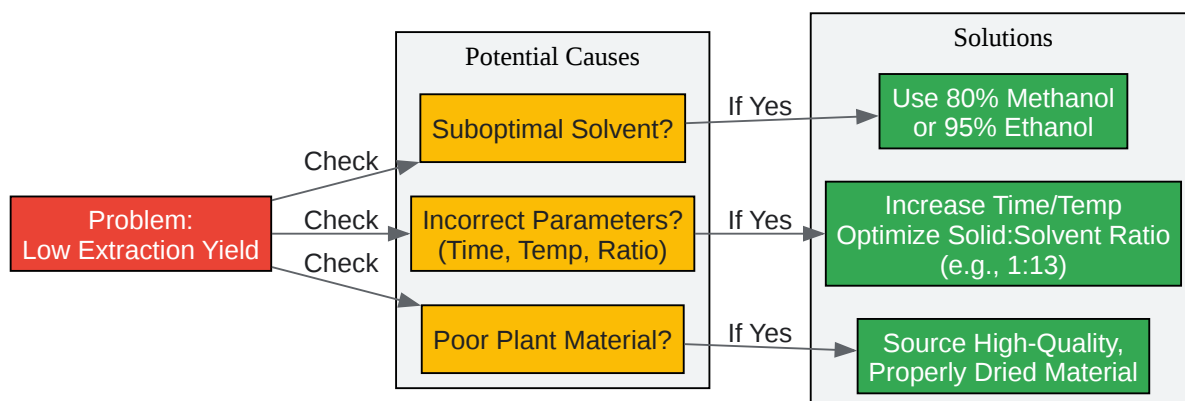 Potential Causes
Solutions
Suboptimal Solvent?
If Yes
Use 80% Methanol
or 95% Ethanol
Check
Problem:
Low Extraction Yield
Check
Incorrect Parameters?
(Time, Temp, Ratio)
If Yes
Increase Time/Temp
Optimize Solid:Solvent Ratio
(e.g., 1:13)
Check
Poor Plant Material?
If Yes
Source High-Quality,
Properly Dried Material